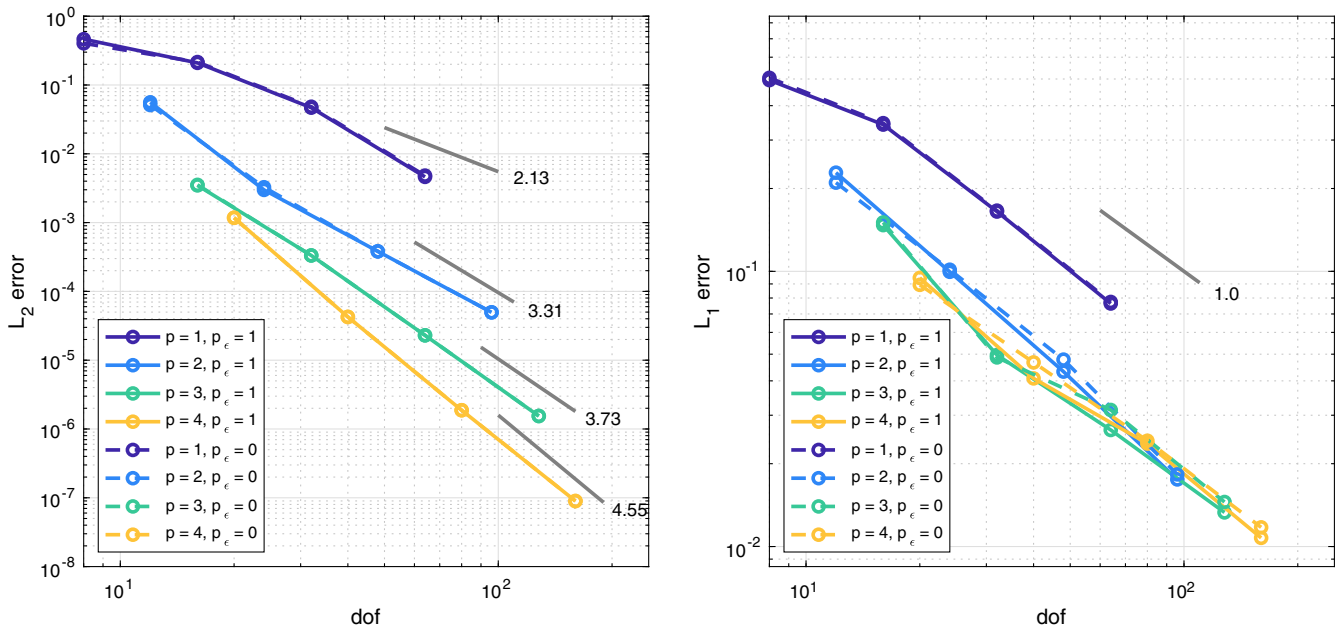 10^0
10^-1
10^-2
10^-3
10^-4
10^-5
10^-6
10^-7
10^-8
L_2 error
2.13
3.31
3.73
4.55
p = 1, p_ϵ = 1
p = 2, p_ϵ = 1
p = 3, p_ϵ = 1
p = 4, p_ϵ = 1
p = 1, p_ϵ = 0
p = 2, p_ϵ = 0
p = 3, p_ϵ = 0
p = 4, p_ϵ = 0
10^1
10^2
dof
10^-1
10^-2
L_1 error
1.0
p = 1, p_ϵ = 1
p = 2, p_ϵ = 1
p = 3, p_ϵ = 1
p = 4, p_ϵ = 1
p = 1, p_ϵ = 0
p = 2, p_ϵ = 0
p = 3, p_ϵ = 0
p = 4, p_ϵ = 0
10^1
10^2
dof